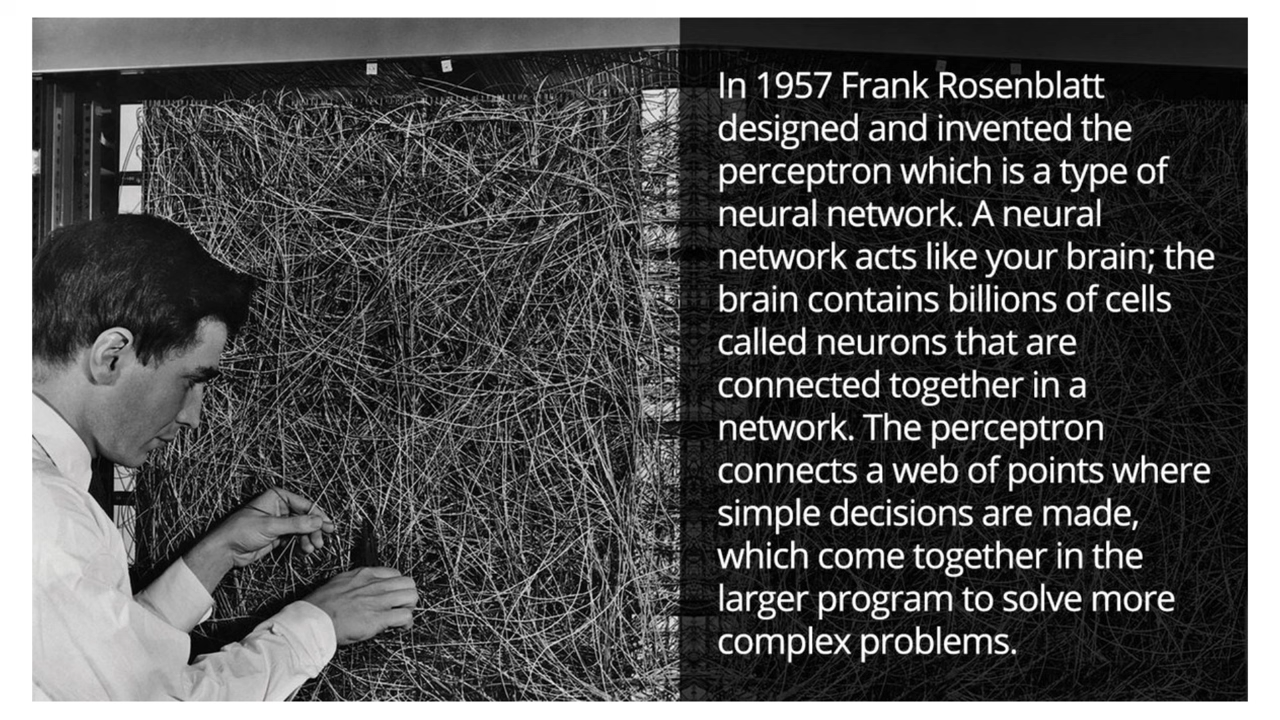 In 1957 Frank Rosenblatt
designed and invented the
perceptron which is a type of
neural network. A neural
network acts like your brain; the
brain contains billions of cells
called neurons that are
connected together in a
network. The perceptron
connects a web of points where
simple decisions are made,
which come together in the
larger program to solve more
complex problems.